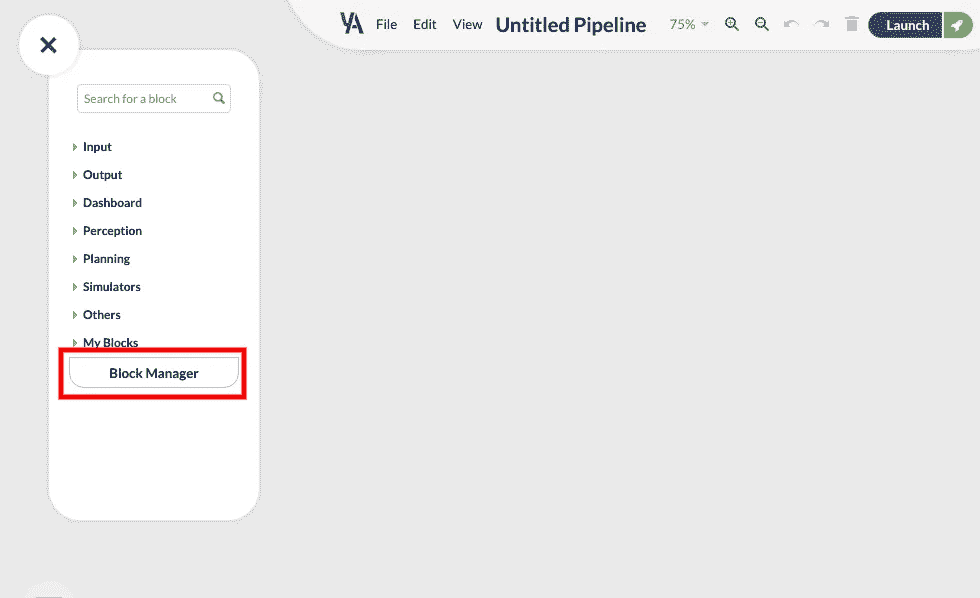 VA File Edit View Untitled Pipeline 75% Launch
Search for a block
Input
Output
Dashboard
Perception
Planning
Simulators
Others
My Blocks
Block Manager